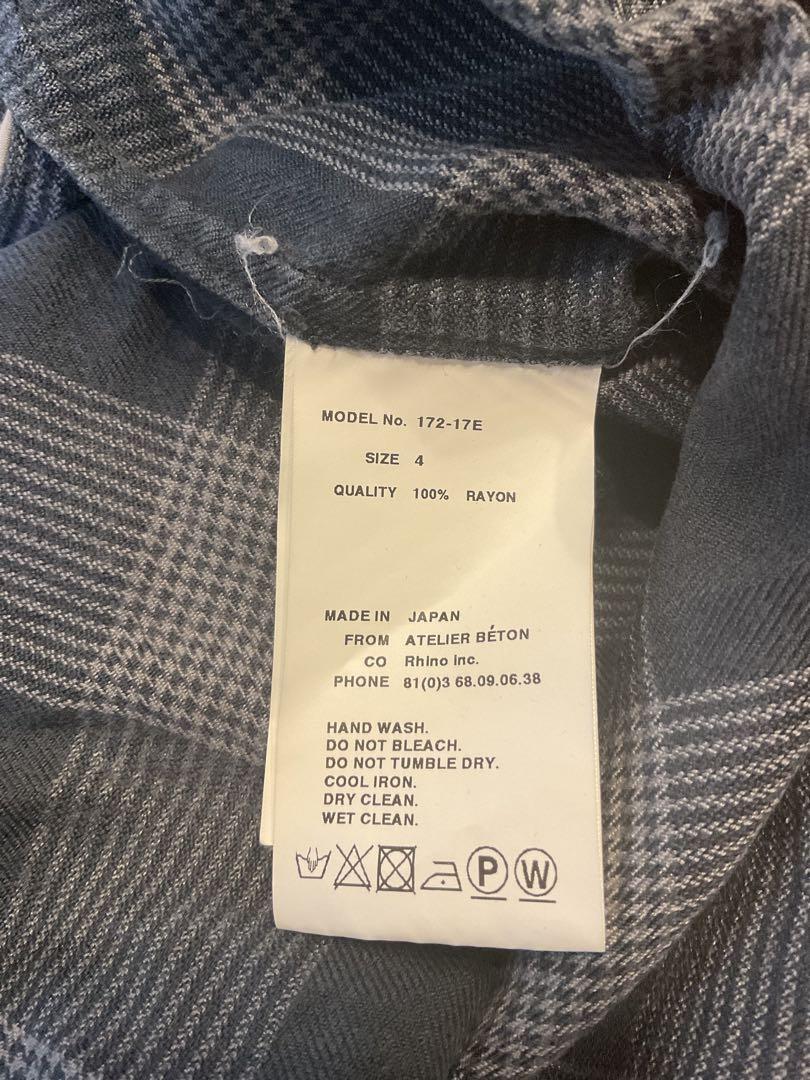 MODEL No. 172-17E
SIZE 4
QUALITY 100% RAYON
MADE IN JAPAN
FROM ATELIER BÉTON
CO Rhino inc.
PHONE 81(0)3 68.09.06.38
HAND WASH.
DO NOT BLEACH.
DO NOT TUMBLE DRY.
COOL IRON.
DRY CLEAN.
WET CLEAN.
P W